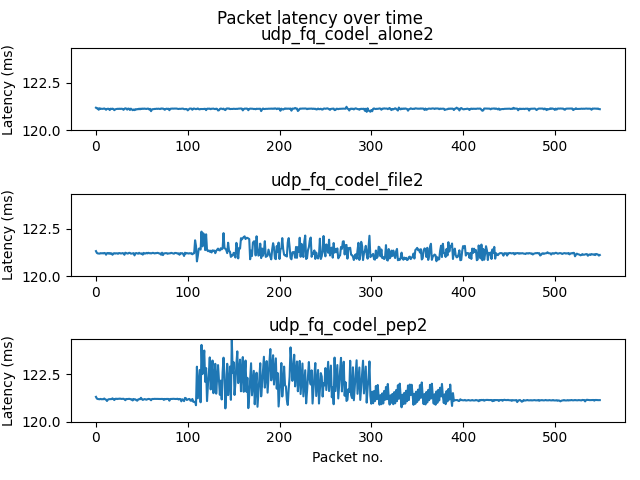 Packet latency over time
udp_fq_codel_alone2
Latency (ms)
122.5
120.0
0 100 200 300 400 500
udp_fq_codel_file2
Latency (ms)
122.5
120.0
0 100 200 300 400 500
udp_fq_codel_pep2
Latency (ms)
122.5
120.0
0 100 200 300 400 500
Packet no.